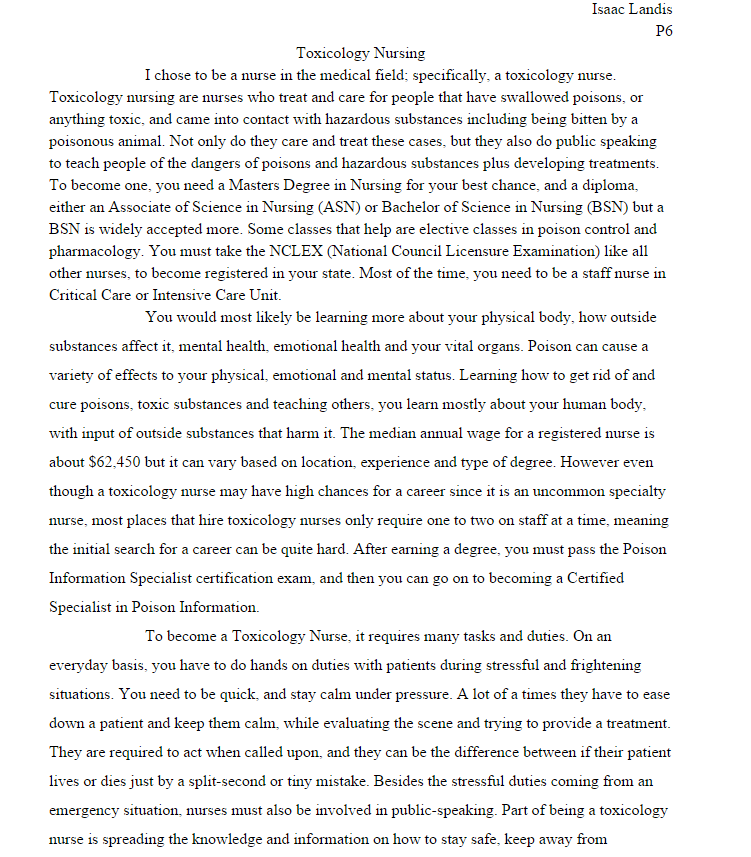 Isaac Landis
P6
Toxicology Nursing
I chose to be a nurse in the medical field; specifically, a toxicology nurse.
Toxicology nursing are nurses who treat and care for people that have swallowed poisons, or
anything toxic, and came into contact with hazardous substances including being bitten by a
poisonous animal. Not only do they care and treat these cases, but they also do public speaking
to teach people of the dangers of poisons and hazardous substances plus developing treatments.
To become one, you need a Masters Degree in Nursing for your best chance, and a diploma,
either an Associate of Science in Nursing (ASN) or Bachelor of Science in Nursing (BSN) but a
BSN is widely accepted more. Some classes that help are elective classes in poison control and
pharmacology. You must take the NCLEX (National Council Licensure Examination) like all
other nurses, to become registered in your state. Most of the time, you need to be a staff nurse in
Critical Care or Intensive Care Unit.
You would most likely be learning more about your physical body, how outside
substances affect it, mental health, emotional health and your vital organs. Poison can cause a
variety of effects to your physical, emotional and mental status. Learning how to get rid of and
cure poisons, toxic substances and teaching others, you learn mostly about your human body,
with input of outside substances that harm it. The median annual wage for a registered nurse is
about $62,450 but it can vary based on location, experience and type of degree. However even
though a toxicology nurse may have high chances for a career since it is an uncommon specialty
nurse, most places that hire toxicology nurses only require one to two on staff at a time, meaning
the initial search for a career can be quite hard. After earning a degree, you must pass the Poison
Information Specialist certification exam, and then you can go on to becoming a Certified
Specialist in Poison Information.
To become a Toxicology Nurse, it requires many tasks and duties. On an
everyday basis, you have to do hands on duties with patients during stressful and frightening
situations. You need to be quick, and stay calm under pressure. A lot of a times they have to ease
down a patient and keep them calm, while evaluating the scene and trying to provide a treatment.
They are required to act when called upon, and they can be the difference between if their patient
lives or dies just by a split-second or tiny mistake. Besides the stressful duties coming from an
emergency situation, nurses must also be involved in public-speaking. Part of being a toxicology
nurse is spreading the knowledge and information on how to stay safe, keep away from